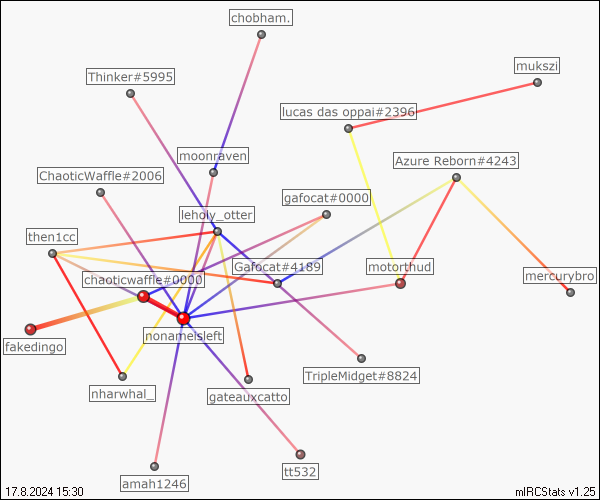 chobham.
mukszi
Thinker#5995
lucas das oppai#2396
moonraven
Azure Reborn#4243
ChaoticWaffle#2006
gafocat#0000
leholy_otter
then1cc
Gafocat#4189
motorthud
chaoticwaffle#0000
mercurybro
nonameisleft
fakedingo
TripleMidget#8824
nharwhal_
gateauxcatto
tt532
amah1246
17.8.2024 15:30
mIRCStats v1.25